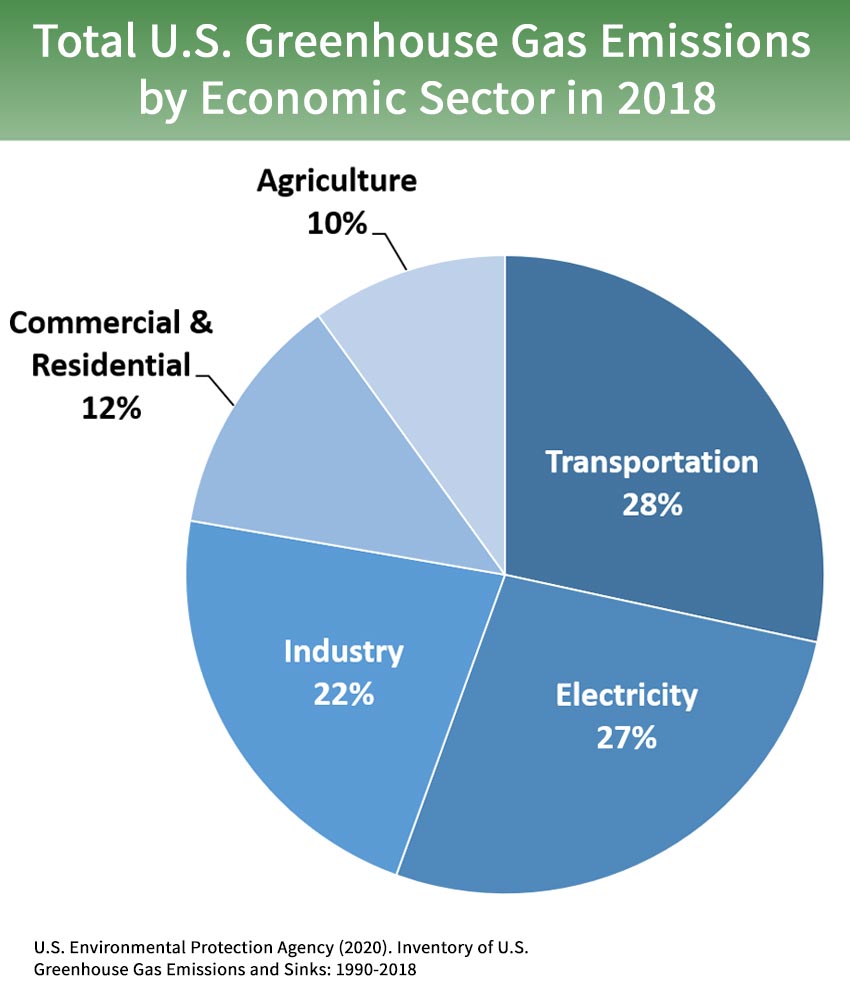 Total U.S. Greenhouse Gas Emissions
by Economic Sector in 2018
Agriculture
10%
Commercial &
Residential
12%
Transportation
28%
Industry
22%
Electricity
27%
U.S. Environmental Protection Agency (2020). Inventory of U.S.
Greenhouse Gas Emissions and Sinks: 1990-2018